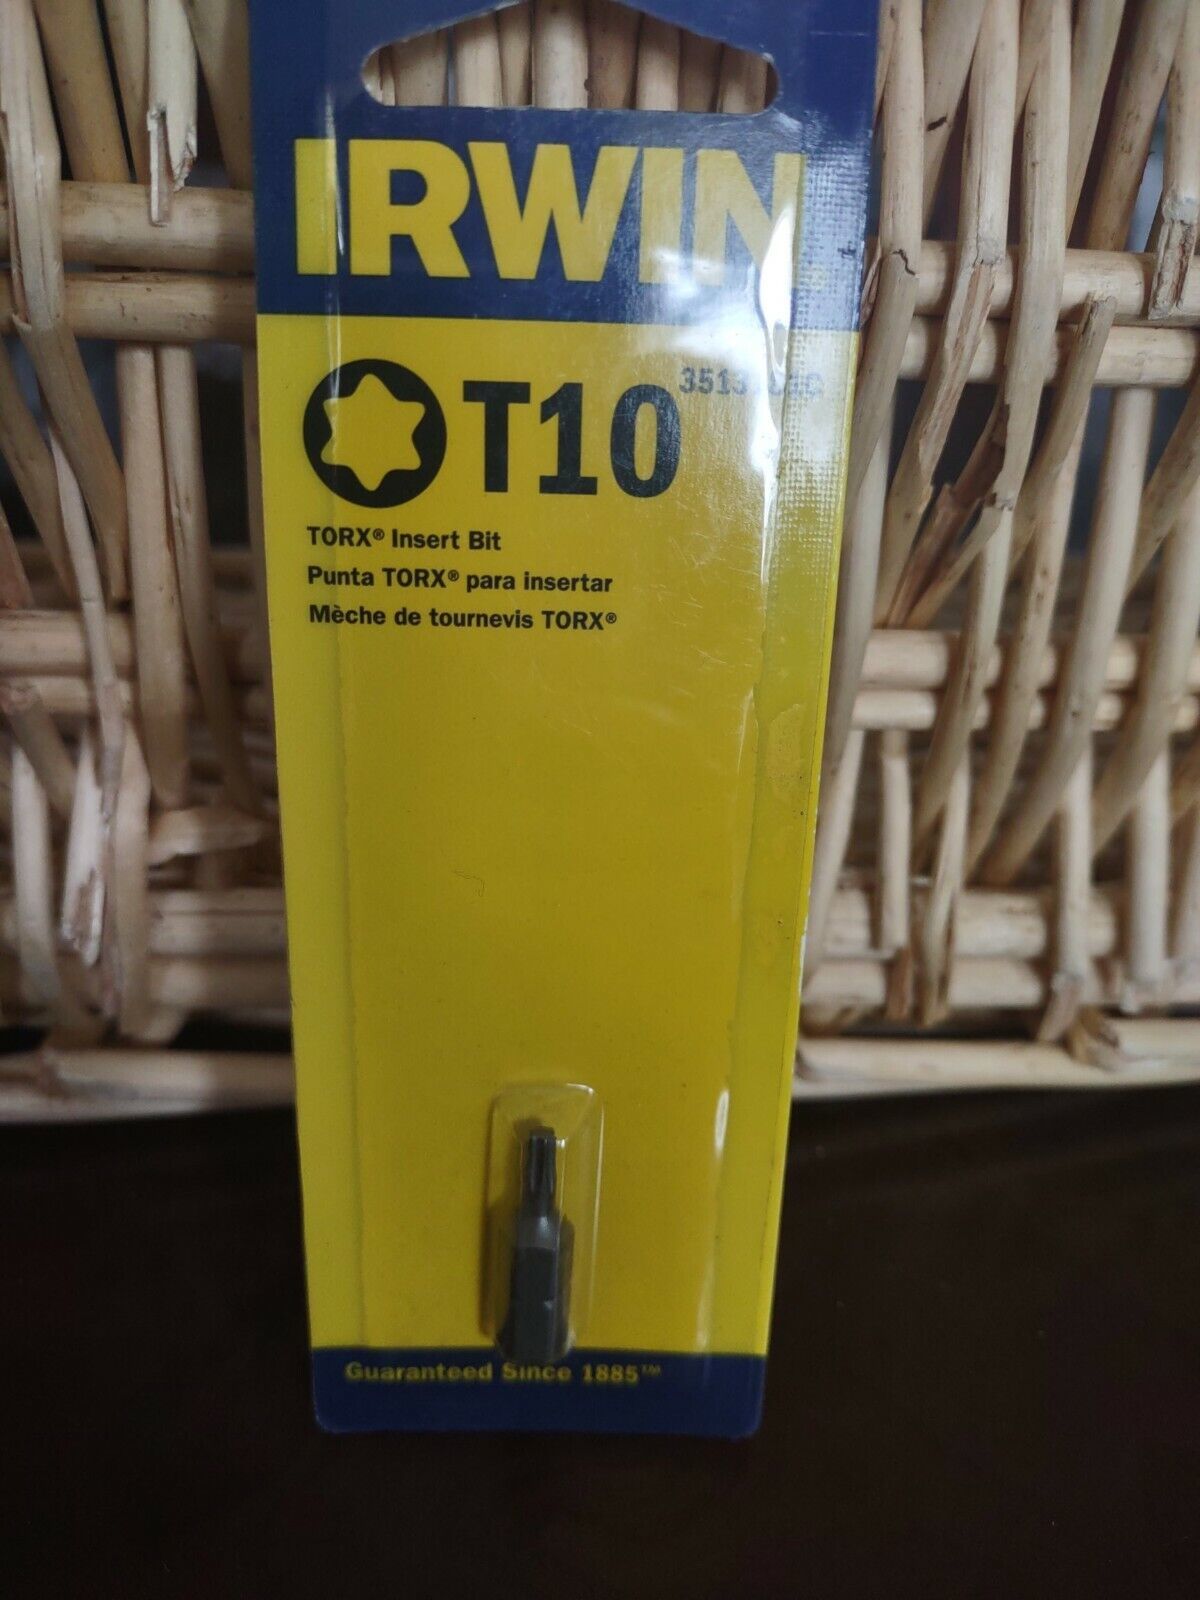 IRWIN
T10
TORX® Insert Bit
Punta TORX® para insertar
Mèche de tournevis TORX®
Guaranteed Since 1885™